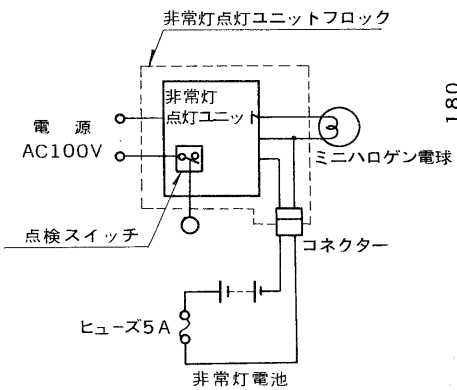 非常灯点灯ユニットフロック
非常灯
点灯ユニット
電 源
AC100V
ミニハロゲン電球
点検スイッチ
コネクター
ヒューズ5A
非常灯電池
180